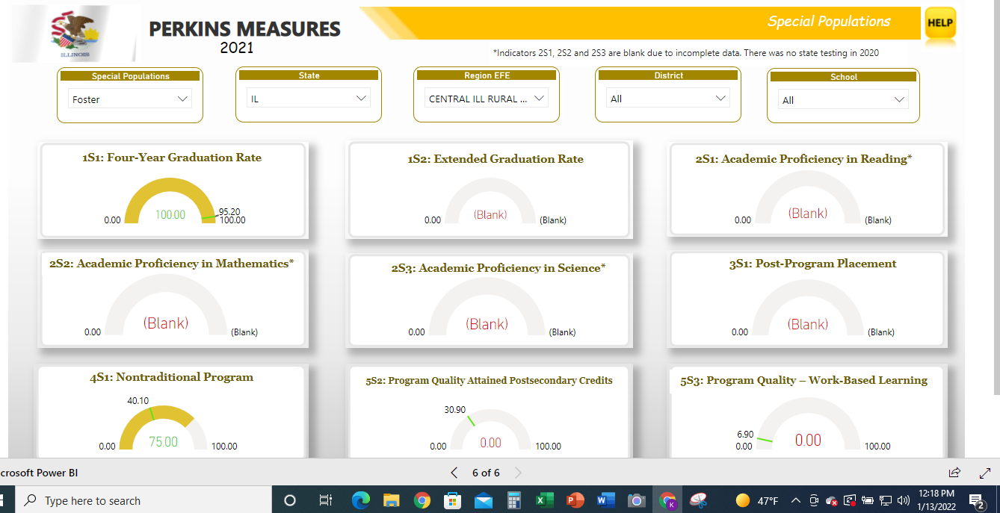 Special Populations
HELP
PERKINS MEASURES
2021
ILLINOIS
*Indicators 2S1, 2S2 and 2S3 are blank due to incomplete data. There was no state testing in 2020
Special Populations
Foster
State
IL
Region EFE
CENTRAL ILL RURAL ...
District
All
School
All
1S1: Four-Year Graduation Rate
100.00
0.00
95.20
100.00
1S2: Extended Graduation Rate
(Blank)
0.00
(Blank)
2S1: Academic Proficiency in Reading*
(Blank)
0.00
(Blank)
2S2: Academic Proficiency in Mathematics*
(Blank)
0.00
(Blank)
2S3: Academic Proficiency in Science*
(Blank)
0.00
(Blank)
3S1: Post-Program Placement
(Blank)
0.00
(Blank)
4S1: Nontraditional Program
40.10
75.00
0.00
100.00
5S2: Program Quality Attained Postsecondary Credits
30.90
0.00
0.00
100.00
5S3: Program Quality – Work-Based Learning
6.90
0.00
0.00
100.00
crosoft Power BI
6 of 6
Type here to search
47°F
12:18 PM
1/13/2022
2
K